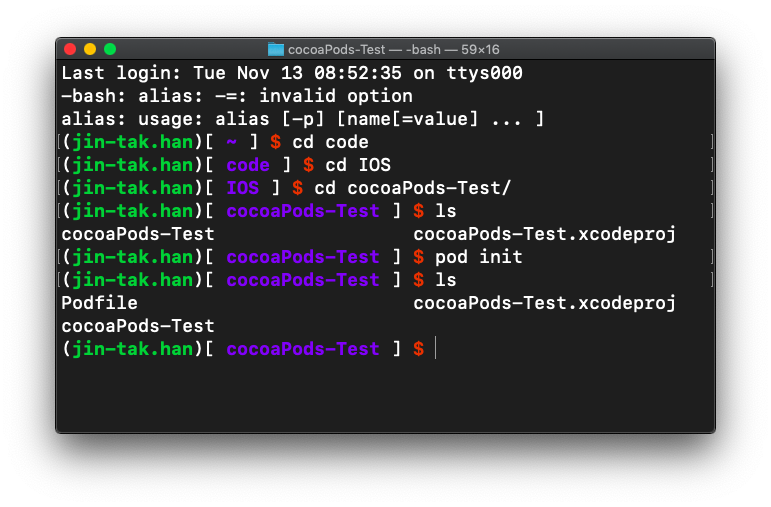 cocoaPods-Test — -bash — 59×16
Last login: Tue Nov 13 08:52:35 on ttys000
-bash: alias: -=: invalid option
alias: usage: alias [-p] [name[=value] ... ]
[(jin-tak.han)[ ~ ] $ cd code ]
[(jin-tak.han)[ code ] $ cd IOS ]
[(jin-tak.han)[ IOS ] $ cd cocoaPods-Test/ ]
[(jin-tak.han)[ cocoaPods-Test ] $ ls ]
cocoaPods-Test cocoaPods-Test.xcodeproj
[(jin-tak.han)[ cocoaPods-Test ] $ pod init ]
[(jin-tak.han)[ cocoaPods-Test ] $ ls ]
Podfile cocoaPods-Test.xcodeproj
cocoaPods-Test
(jin-tak.han)[ cocoaPods-Test ] $